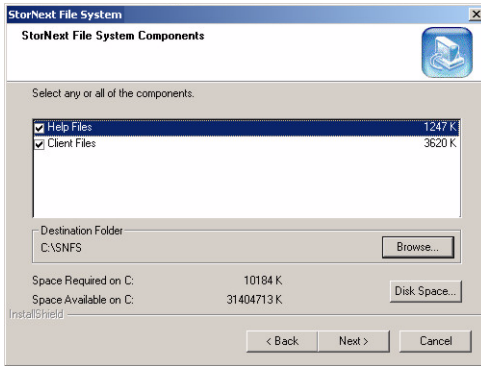 StorNext File System
StorNext File System Components
Select any or all of the components.
Help Files 1247 K
Client Files 3620 K
Destination Folder
C:\SNFS
Browse...
Space Required on C: 10184 K
Space Available on C: 31404713 K
Disk Space...
InstallShield
< Back Next > Cancel